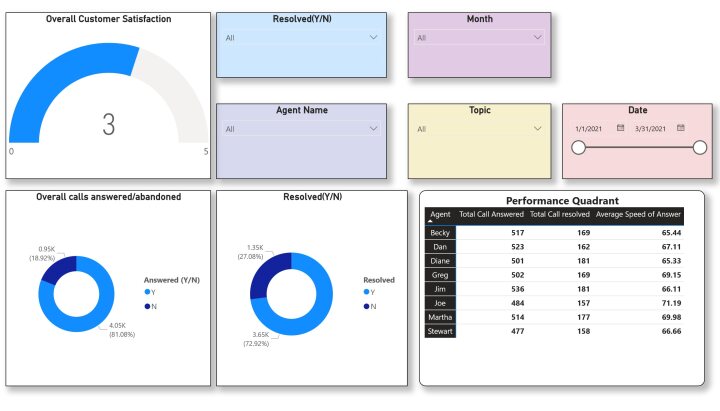 Overall Customer Satisfaction
3
0
5
Resolved(Y/N)
All
Month
All
Agent Name
All
Topic
All
Date
1/1/2021
3/31/2021
Overall calls answered/abandoned
0.95K
(18.92%)
4.05K
(81.08%)
Answered (Y/N)
Y
N
Resolved(Y/N)
1.35K
(27.08%)
3.65K
(72.92%)
Resolved
Y
N
Performance Quadrant
Agent Total Call Answered Total Call resolved Average Speed of Answer
Becky 517 169 65.44
Dan 523 162 67.11
Diane 501 181 65.33
Greg 502 169 69.15
Jim 536 181 66.11
Joe 484 157 71.19
Martha 514 177 69.98
Stewart 477 158 66.66